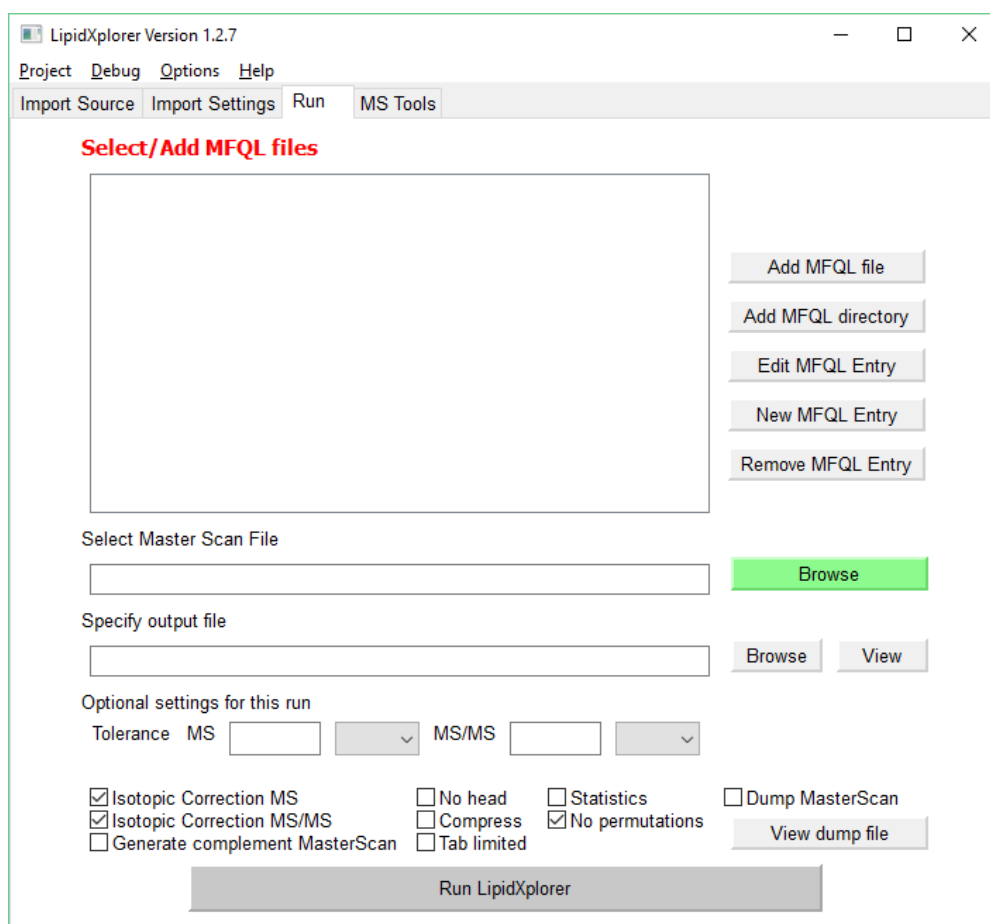 LipidXplorer Version 1.2.7
Project Debug Options Help
Import Source Import Settings Run MS Tools
Select/Add MFQL files
Add MFQL file
Add MFQL directory
Edit MFQL Entry
New MFQL Entry
Remove MFQL Entry
Select Master Scan File
Browse
Specify output file
Browse View
Optional settings for this run
Tolerance MS MS/MS
Isotopic Correction MS No head Statistics Dump MasterScan
Isotopic Correction MS/MS Compress No permutations
Generate complement MasterScan Tab limited
View dump file
Run LipidXplorer